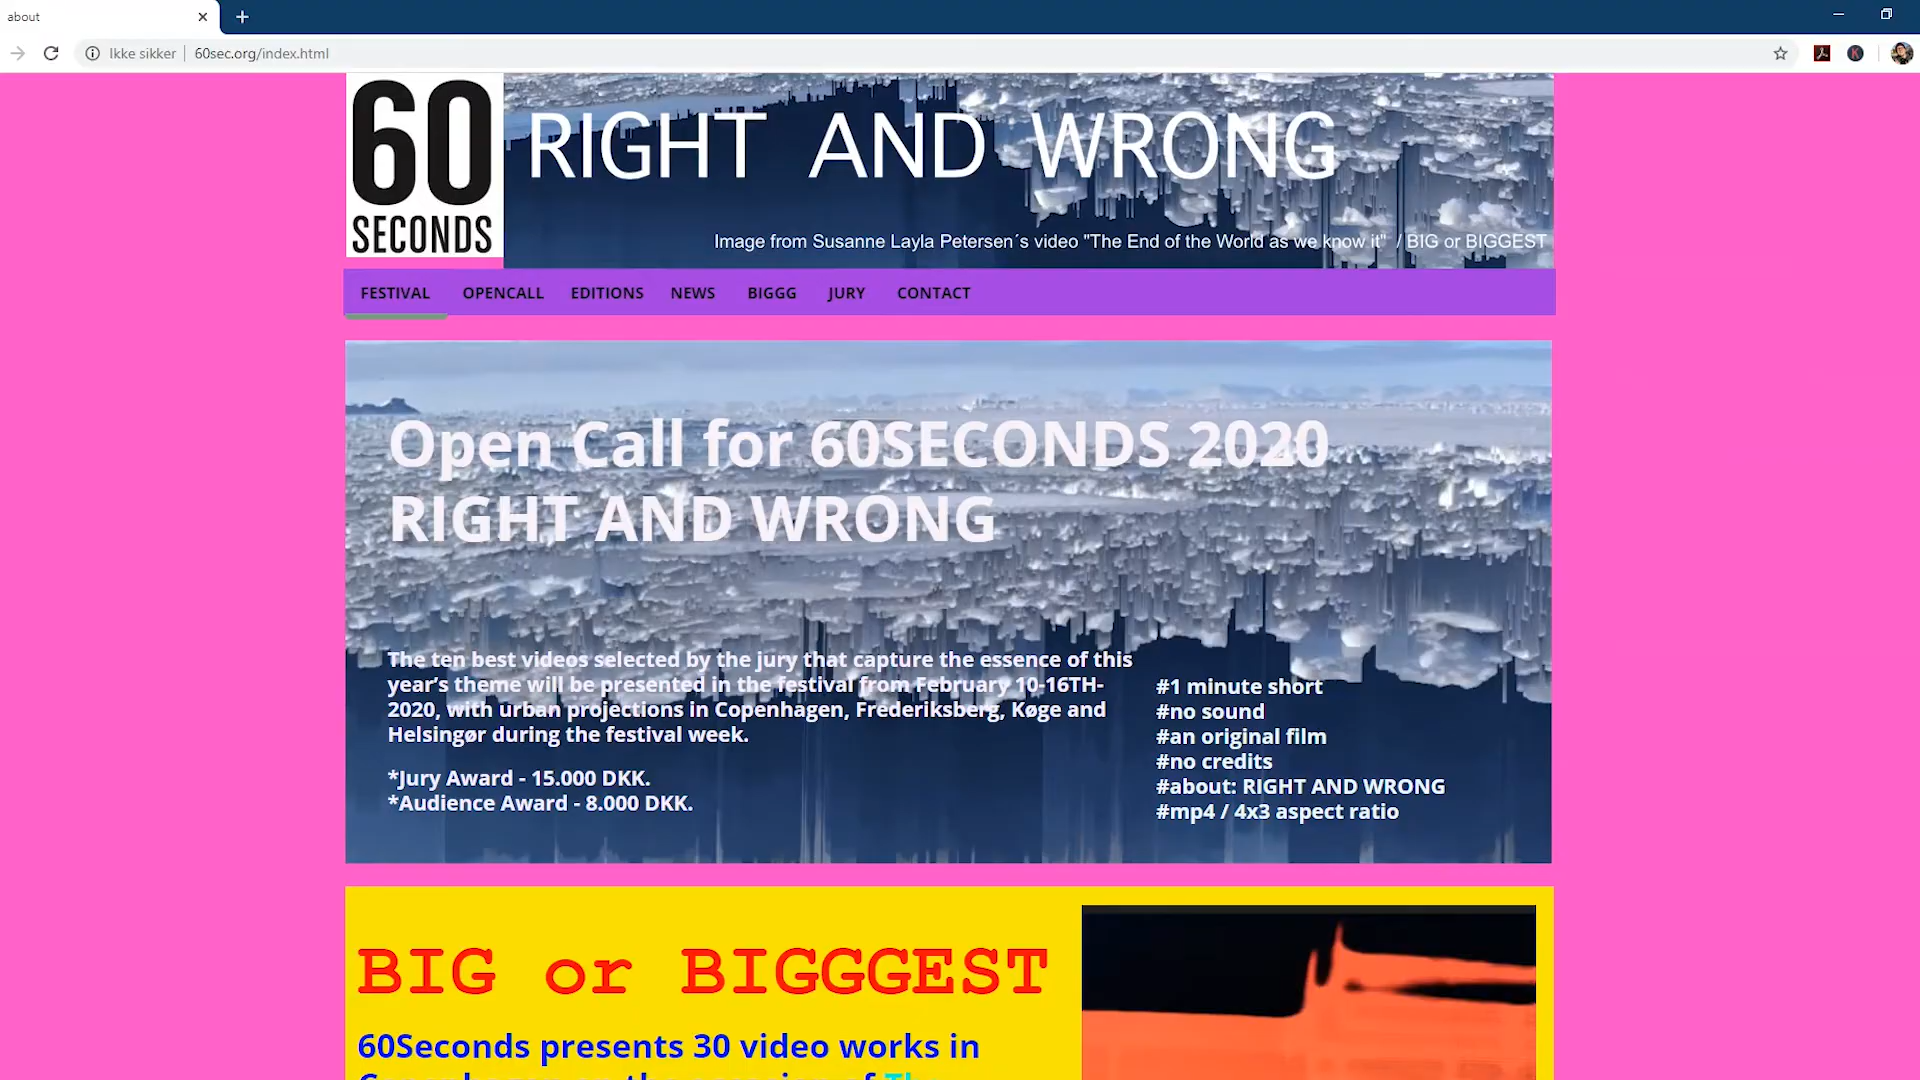 about
Ikke sikker
60sec.org/index.html
60
SECONDS
RIGHT AND WRONG
Image from Susanne Layla Petersen´s video "The End of the World as we know it" / BIG or BIGGEST
FESTIVAL OPENCALL EDITIONS NEWS BIGGG JURY CONTACT
Open Call for 60SECONDS 2020
RIGHT AND WRONG
The ten best videos selected by the jury that capture the essence of this
year’s theme will be presented in the festival from February 10-16TH-
2020, with urban projections in Copenhagen, Frederiksberg, Køge and
Helsingør during the festival week.
*Jury Award - 15.000 DKK.
*Audience Award - 8.000 DKK.
#1 minute short
#no sound
#an original film
#no credits
#about: RIGHT AND WRONG
#mp4 / 4x3 aspect ratio
BIG or BIGGGEST
60Seconds presents 30 video works in